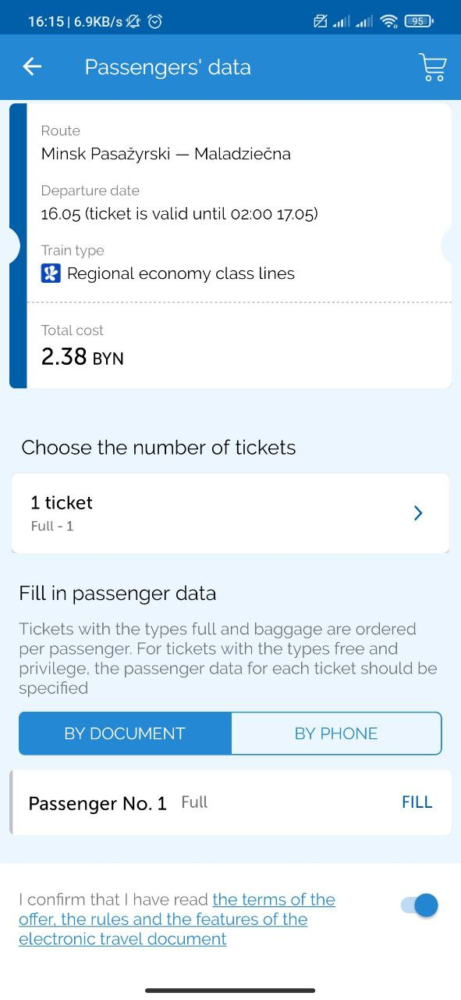 16:15 | 6.9KB/s
95
Passengers' data
Route
Minsk Pasažyrski — Maladziečna
Departure date
16.05 (ticket is valid until 02:00 17.05)
Train type
Regional economy class lines
Total cost
2.38 BYN
Choose the number of tickets
1 ticket
Full - 1
Fill in passenger data
Tickets with the types full and baggage are ordered
per passenger. For tickets with the types free and
privilege, the passenger data for each ticket should be
specified
BY DOCUMENT
BY PHONE
Passenger No. 1 Full FILL
I confirm that I have read the terms of the
offer, the rules and the features of the
electronic travel document